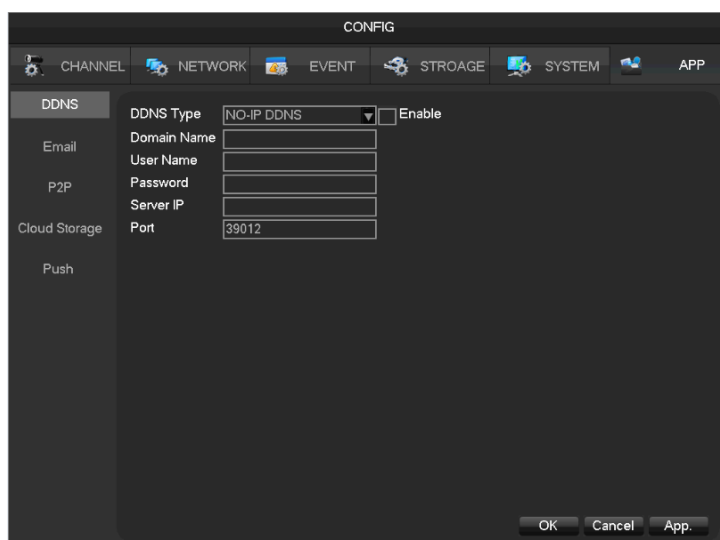 CONFIG
CHANNEL NETWORK EVENT STROAGE SYSTEM APP
DDNS
Email
P2P
Cloud Storage
Push
DDNS Type NO-IP DDNS Enable
Domain Name
User Name
Password
Server IP
Port 39012
OK Cancel App.